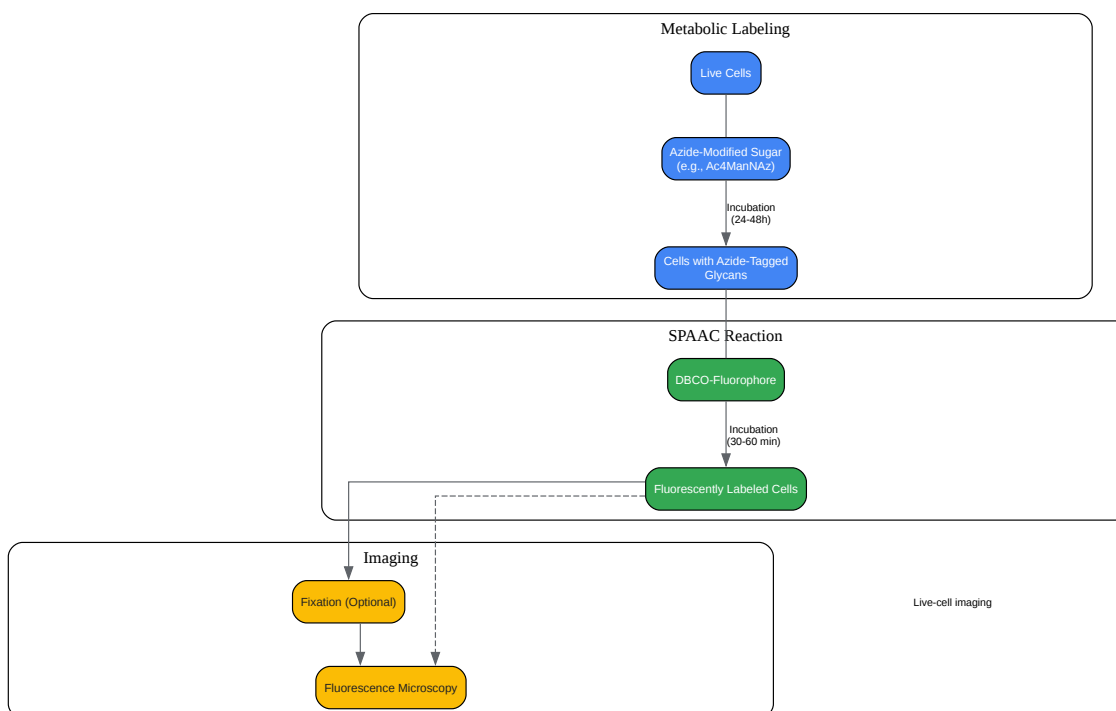 Metabolic Labeling
Live Cells
Azide-Modified Sugar
(e.g., Ac4ManNAz)
Incubation
(24-48h)
Cells with Azide-Tagged
Glycans
SPAAC Reaction
DBCO-Fluorophore
Incubation
(30-60 min)
Fluorescently Labeled Cells
Imaging
Fixation (Optional)
Live-cell imaging
Fluorescence Microscopy